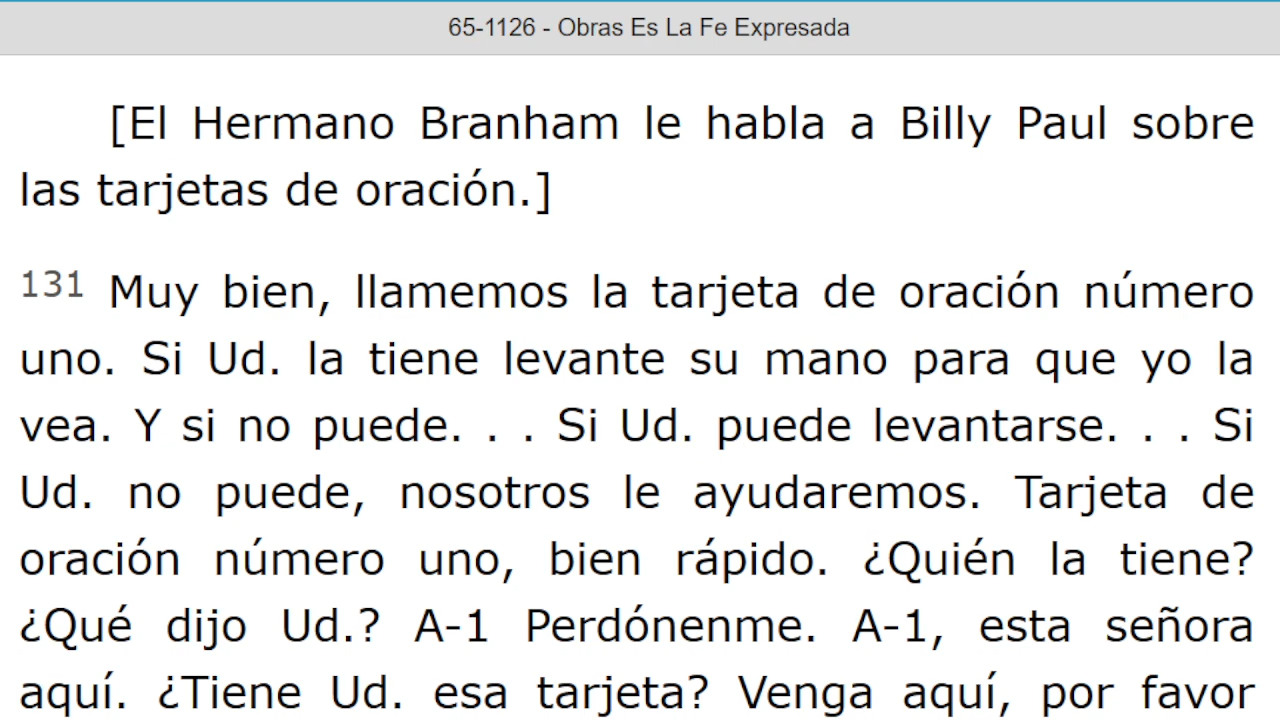 65-1126 - Obras Es La Fe Expresada
[El Hermano Branham le habla a Billy Paul sobre
las tarjetas de oración.]
131 Muy bien, llamemos la tarjeta de oración número
uno. Si Ud. la tiene levante su mano para que yo la
vea. Y si no puede. . . Si Ud. puede levantarse. . . Si
Ud. no puede, nosotros le ayudaremos. Tarjeta de
oración número uno, bien rápido. ¿Quién la tiene?
¿Qué dijo Ud.? A-1 Perdónenme. A-1, esta señora
aquí. ¿Tiene Ud. esa tarjeta? Venga aquí, por favor